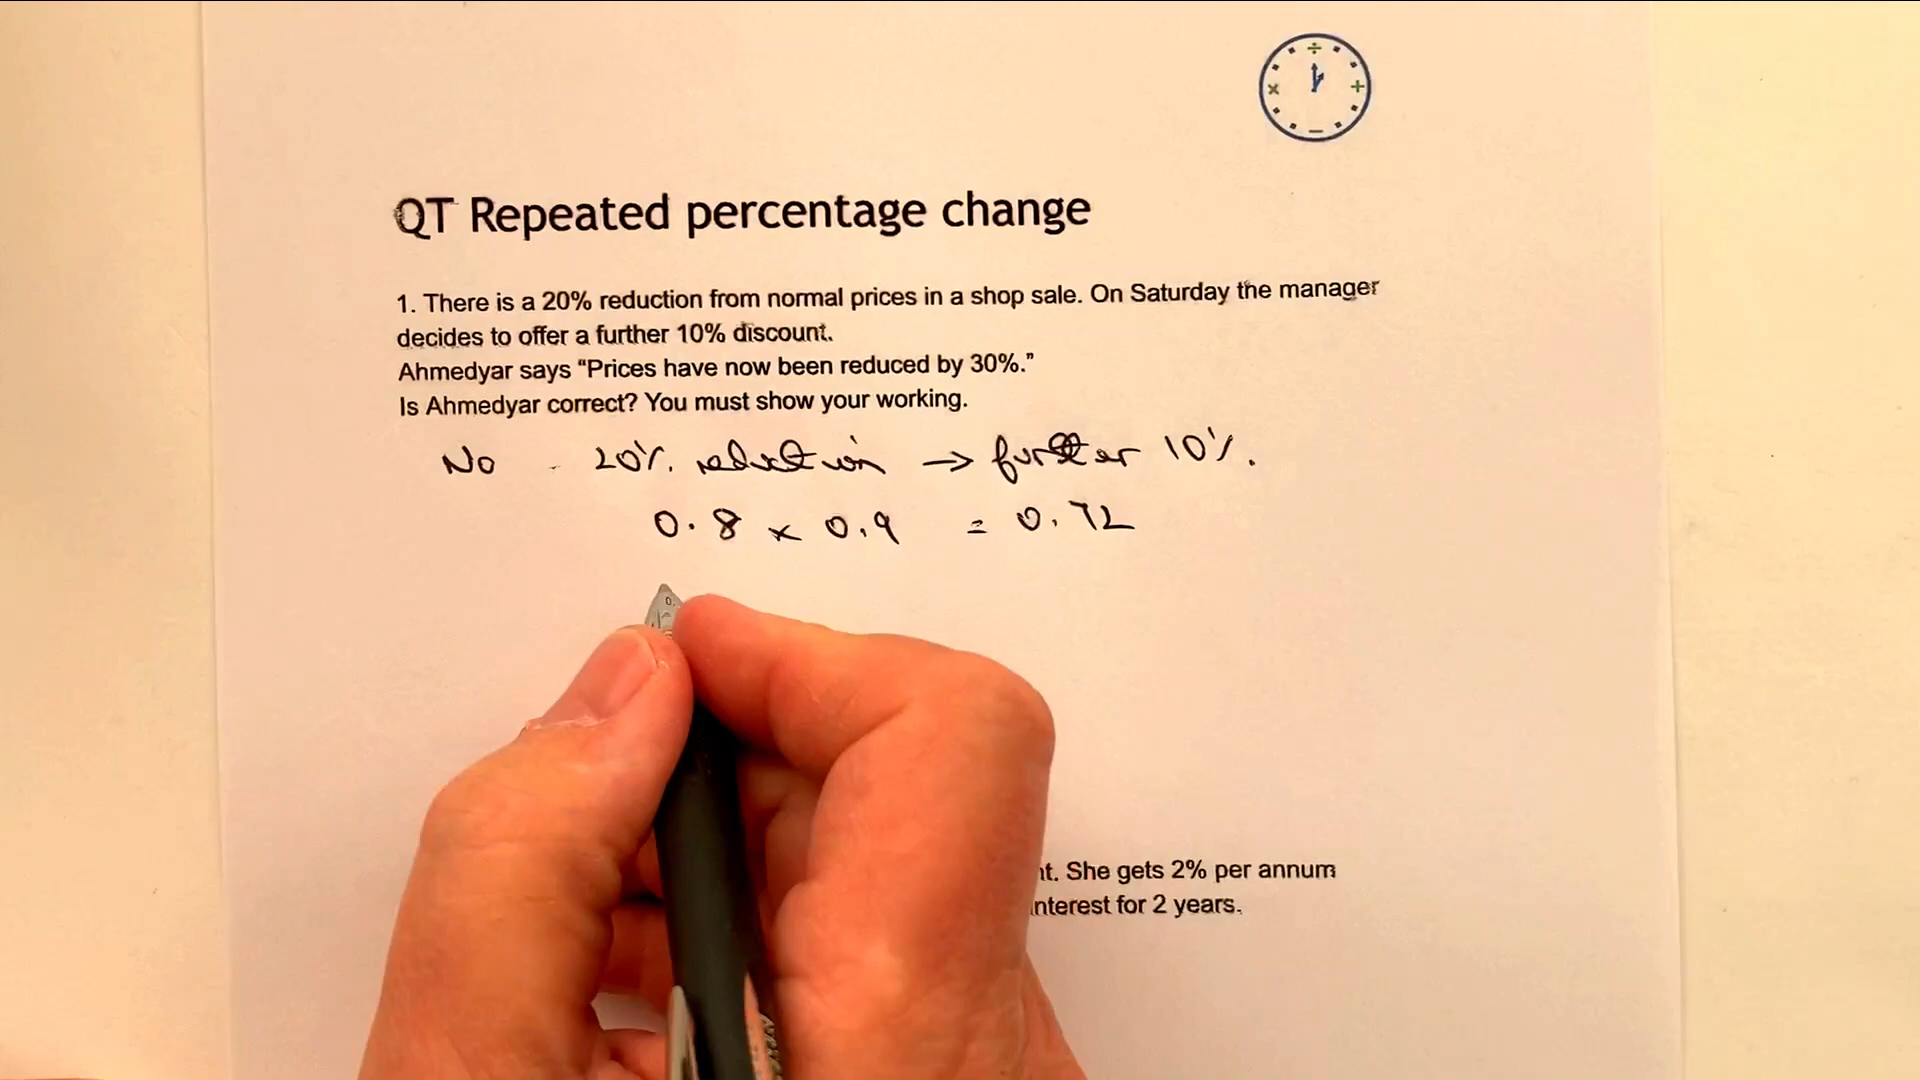 QT Repeated percentage change
1. There is a 20% reduction from normal prices in a shop sale. On Saturday the manager
decides to offer a further 10% discount.
Ahmedyar says “Prices have now been reduced by 30%.”
Is Ahmedyar correct? You must show your working.
No - 20% reduction → further 10%.
0.8 × 0.9 = 0.72
She gets 2% per annum
interest for 2 years.